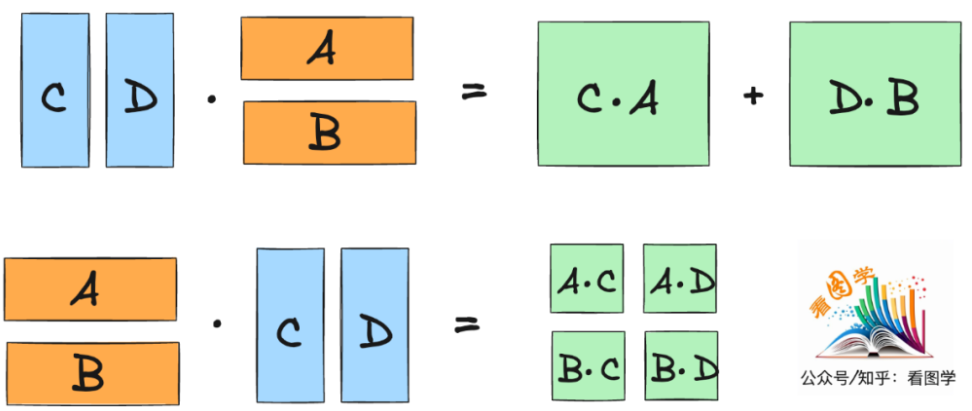 C D · A = C·A + D·B
B
A · C D = A·C A·D
B B·C B·D
看图学
公众号/知乎：看图学